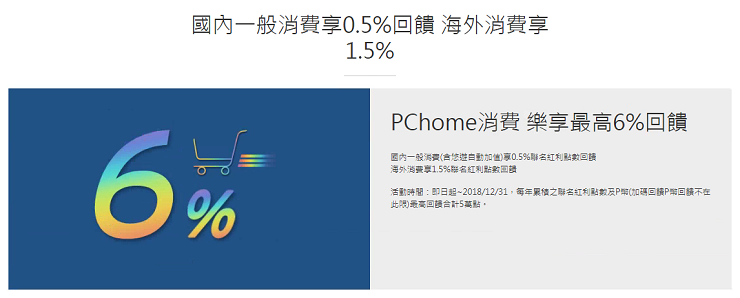 國內一般消費享0.5%回饋 海外消費享
1.5%
6%
PChome消費 樂享最高6%回饋
國內一般消費(含悠遊自動加值)享0.5%聯名紅利點數回饋
海外消費享1.5%聯名紅利點數回饋
活動時間：即日起~2018/12/31，每年累積之聯名紅利點數及P幣(加碼回饋P幣回饋不在
此限)最高回饋合計5萬點。